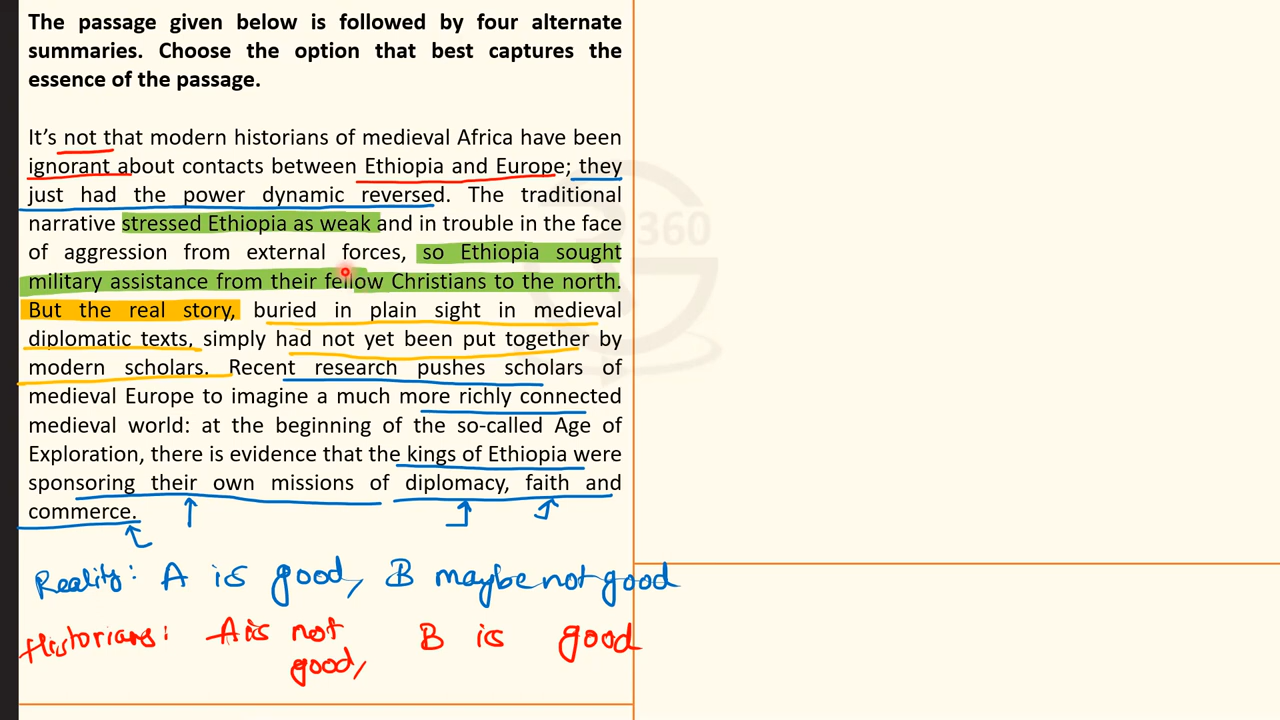 The passage given below is followed by four alternate
summaries. Choose the option that best captures the
essence of the passage.
It's not that modern historians of medieval Africa have been
ignorant about contacts between Ethiopia and Europe; they
just had the power dynamic reversed. The traditional
narrative stressed Ethiopia as weak and in trouble in the face
of aggression from external forces, so Ethiopia sought
military assistance from their fellow Christians to the north.
But the real story, buried in plain sight in medieval
diplomatic texts, simply had not yet been put together by
modern scholars. Recent research pushes scholars of
medieval Europe to imagine a much more richly connected
medieval world: at the beginning of the so-called Age of
Exploration, there is evidence that the kings of Ethiopia were
sponsoring their own missions of diplomacy, faith and
commerce.
360
Reality: A is good, B maybe not good
Historians: A is not B is good
good,